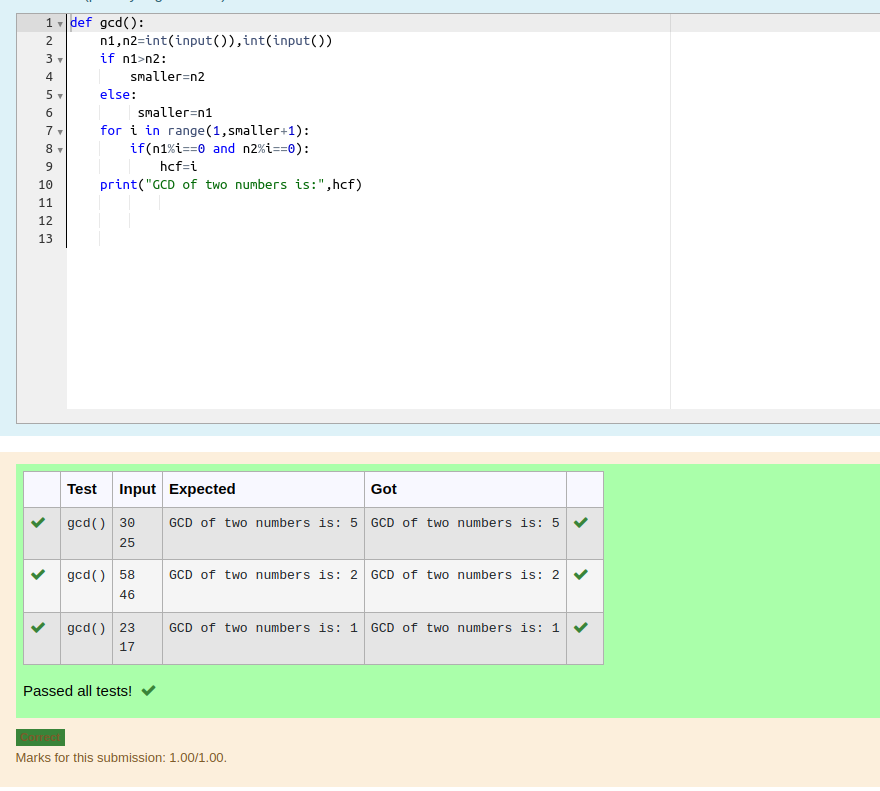 1 def gcd():
2     n1,n2=int(input()),int(input())
3     if n1>n2:
4         smaller=n2
5     else:
6          smaller=n1
7     for i in range(1,smaller+1):
8         if(n1%i==0 and n2%i==0):
9             hcf=i
10     print("GCD of two numbers is:",hcf)
11
12
13
Test Input Expected Got
gcd() 30 GCD of two numbers is: 5 GCD of two numbers is: 5
25
gcd() 58 GCD of two numbers is: 2 GCD of two numbers is: 2
46
gcd() 23 GCD of two numbers is: 1 GCD of two numbers is: 1
17
Passed all tests!
Correct
Marks for this submission: 1.00/1.00.